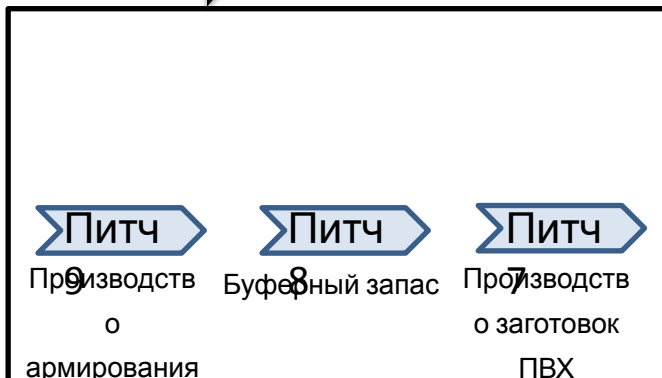 Питч Питч Питч
9 8 7
Производств Буферный запас Производств
о о заготовок
армирования ПВХ